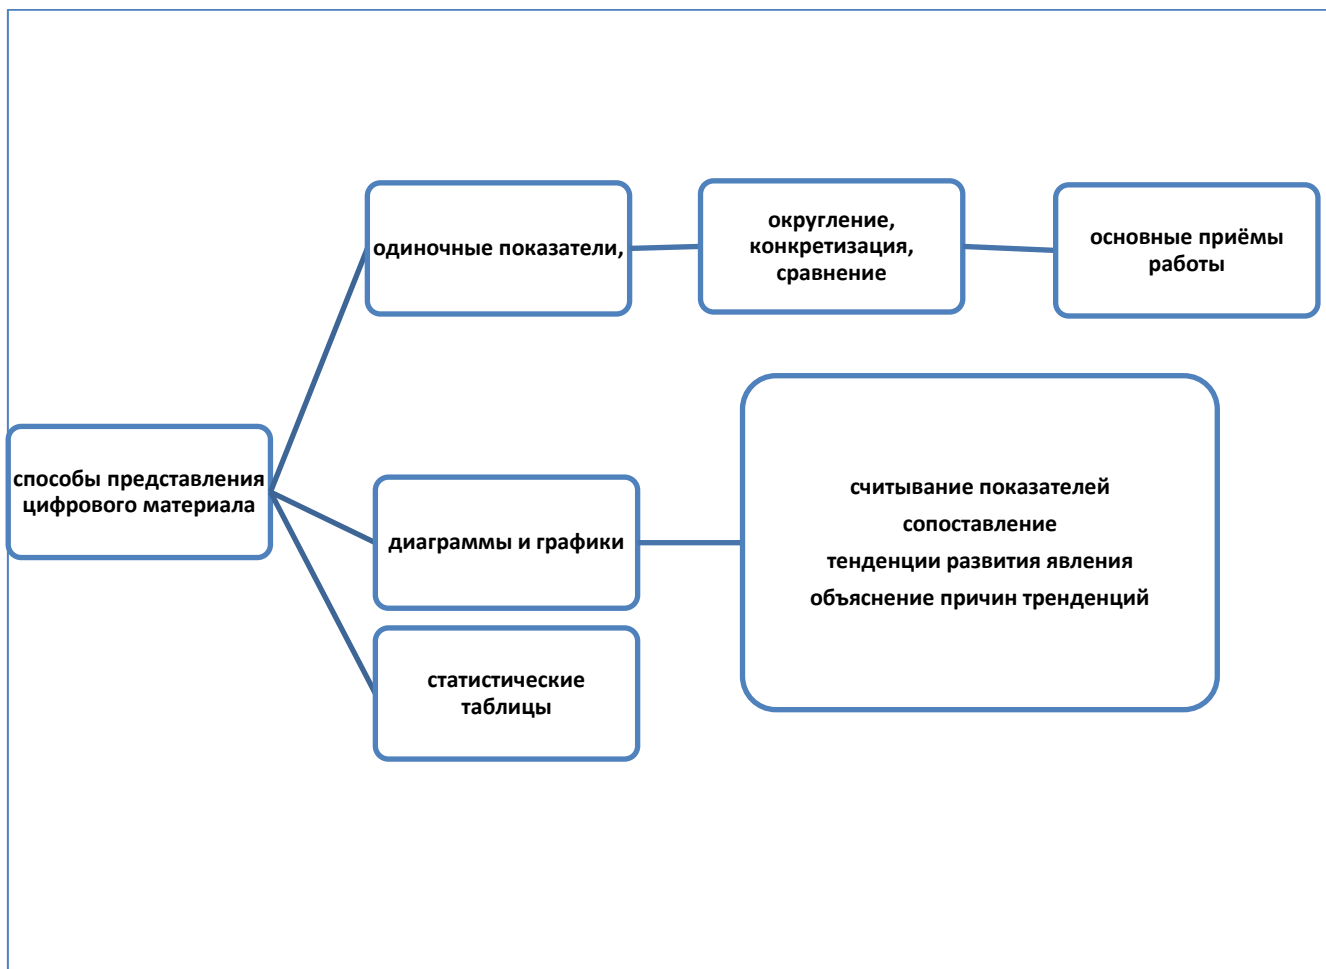 одиночные показатели,
округление,
конкретизация,
сравнение
основные приёмы
работы
способы представления
цифрового материала
диаграммы и графики
считывание показателей
сопоставление
тенденции развития явления
объяснение причин тренденций
статистические
таблицы